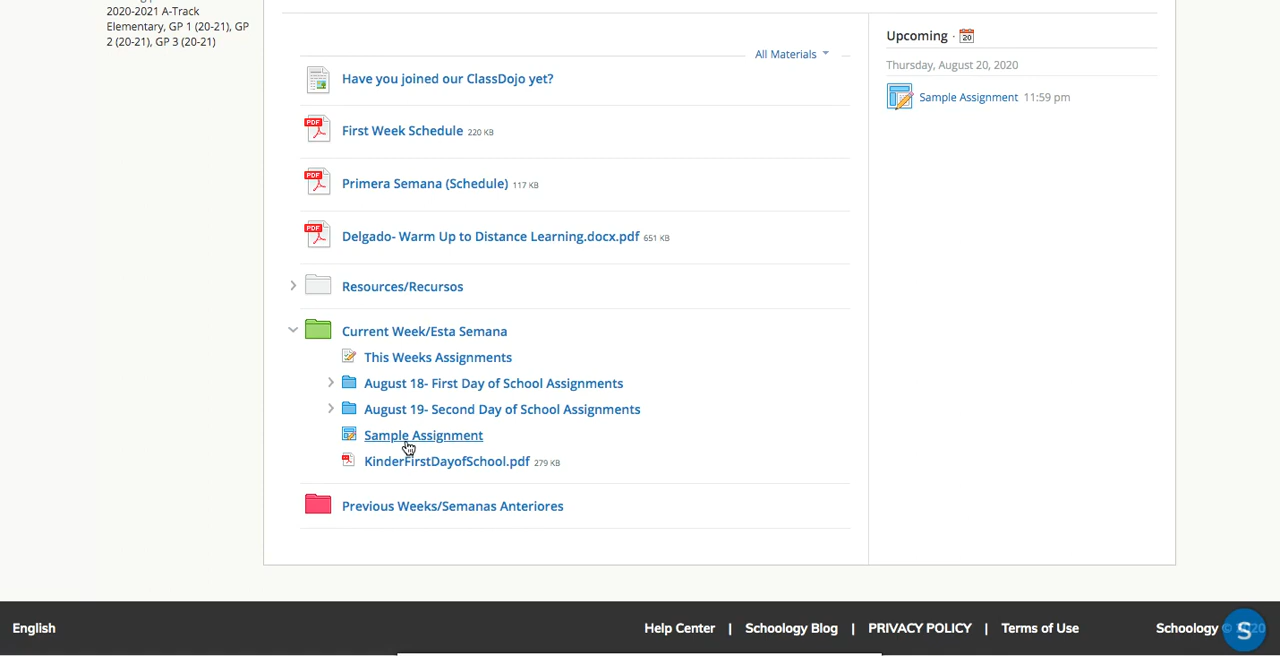 2020-2021 A-Track
Elementary, GP 1 (20-21), GP
2 (20-21), GP 3 (20-21)
All Materials
Have you joined our ClassDojo yet?
PDF
First Week Schedule 220 KB
PDF
Primera Semana (Schedule) 117 KB
PDF
Delgado- Warm Up to Distance Learning.docx.pdf 651 KB
Resources/Recursos
Current Week/Esta Semana
This Weeks Assignments
August 18- First Day of School Assignments
August 19- Second Day of School Assignments
Sample Assignment
KinderFirstDayofSchool.pdf 279 KB
Previous Weeks/Semanas Anteriores
Upcoming · 20
Thursday, August 20, 2020
Sample Assignment 11:59 pm
English
Help Center | Schoology Blog | PRIVACY POLICY | Terms of Use
Schoology ©
S